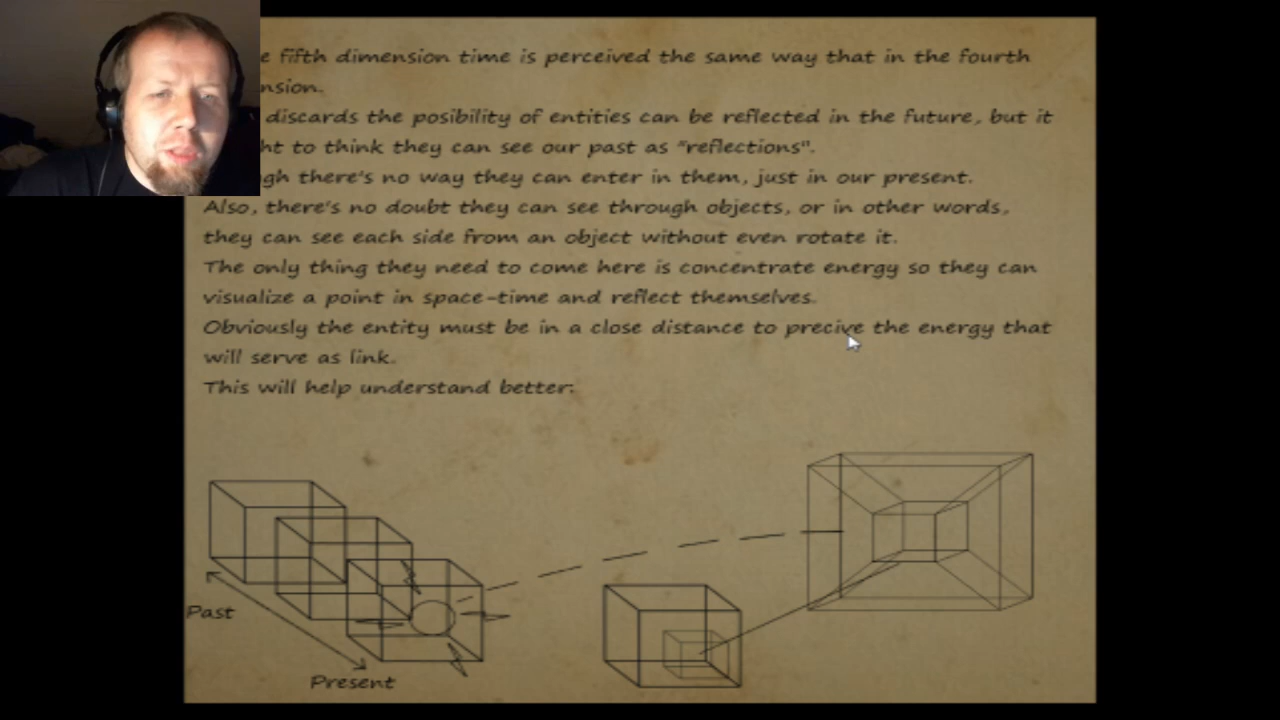 fifth dimension time is perceived the same way that in the fourth
discards the posibility of entities can be reflected in the future, but it
to think they can see our past as "reflections".
there's no way they can enter in them, just in our present.
Also, there's no doubt they can see through objects, or in other words,
they can see each side from an object without even rotate it.
The only thing they need to come here is concentrate energy so they can
visualize a point in space-time and reflect themselves.
Obviously the entity must be in a close distance to precive the energy that
will serve as link.
This will help understand better:
Past
Present